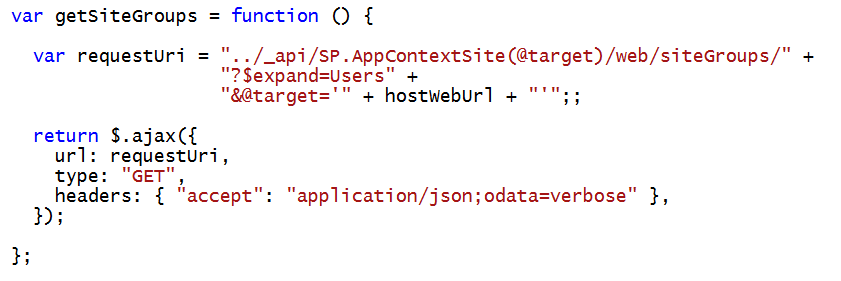 var getSiteGroups = function () {
var requestUri = "../_api/SP.AppContextSite(@target)/web/siteGroups/" +
"?$expand=Users" +
"&@target='" + hostWebUrl + "'";;
return $.ajax({
url: requestUri,
type: "GET",
headers: { "accept": "application/json;odata=verbose" },
});
};